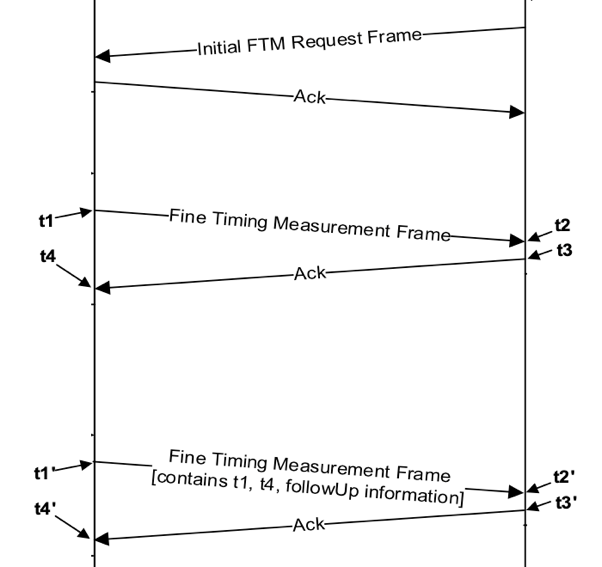 Initial FTM Request Frame
Ack
t1
Fine Timing Measurement Frame
t2
t4
Ack
t3
t1'
Fine Timing Measurement Frame
[contains t1, t4, followUp information]
t2'
t4'
Ack
t3'